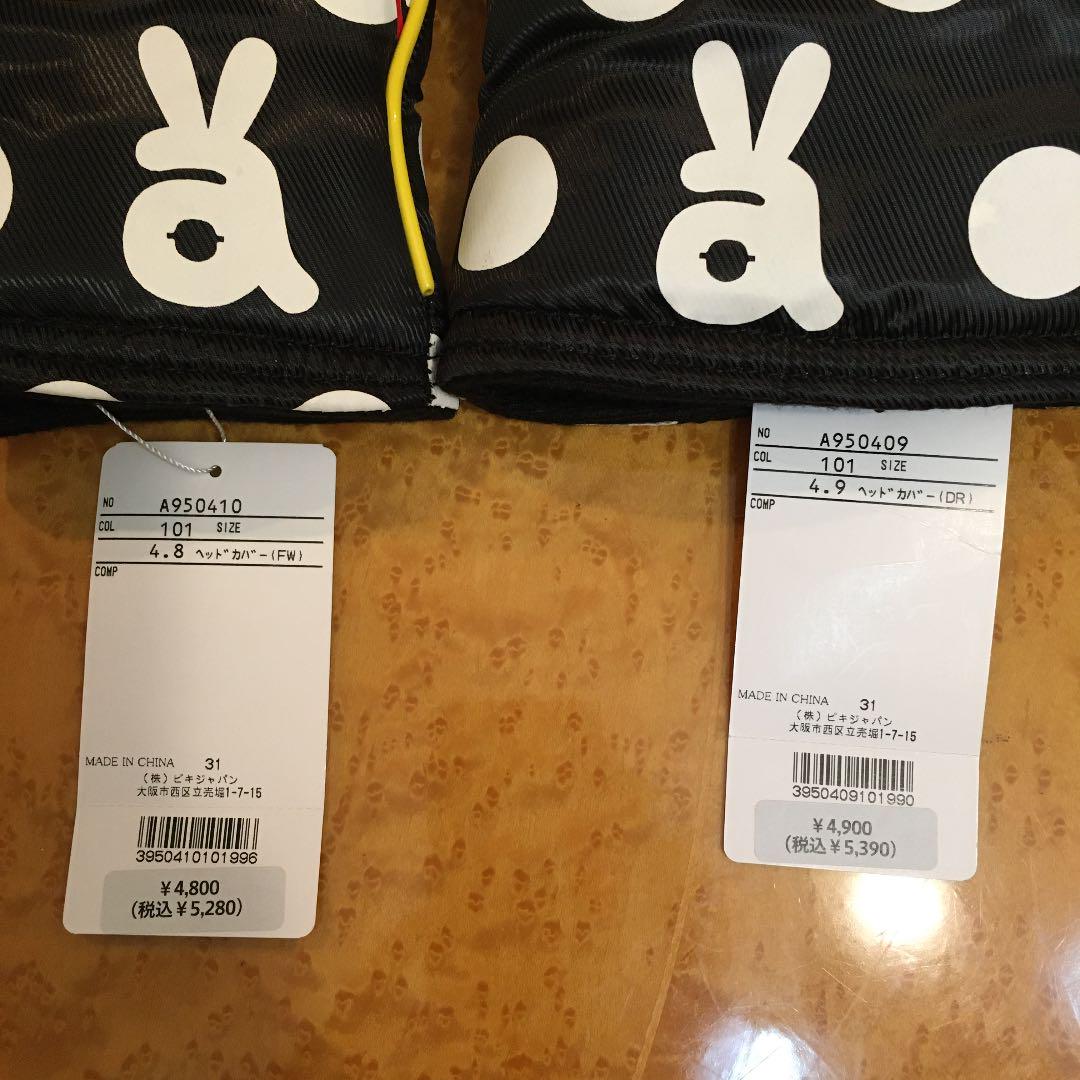 NO A950410
COL 101 SIZE
4.8 ヘッドカバー(FW)
COMP
MADE IN CHINA 31
(株)ピキジャパン
大阪市西区立売堀1-7-15
3950410101996
¥4,800
(税込¥5,280)
NO A950409
COL 101 SIZE
4.9 ヘッドカバー(DR)
COMP
MADE IN CHINA 31
(株)ピキジャパン
大阪市西区立売堀1-7-15
3950409101990
¥4,900
(税込¥5,390)